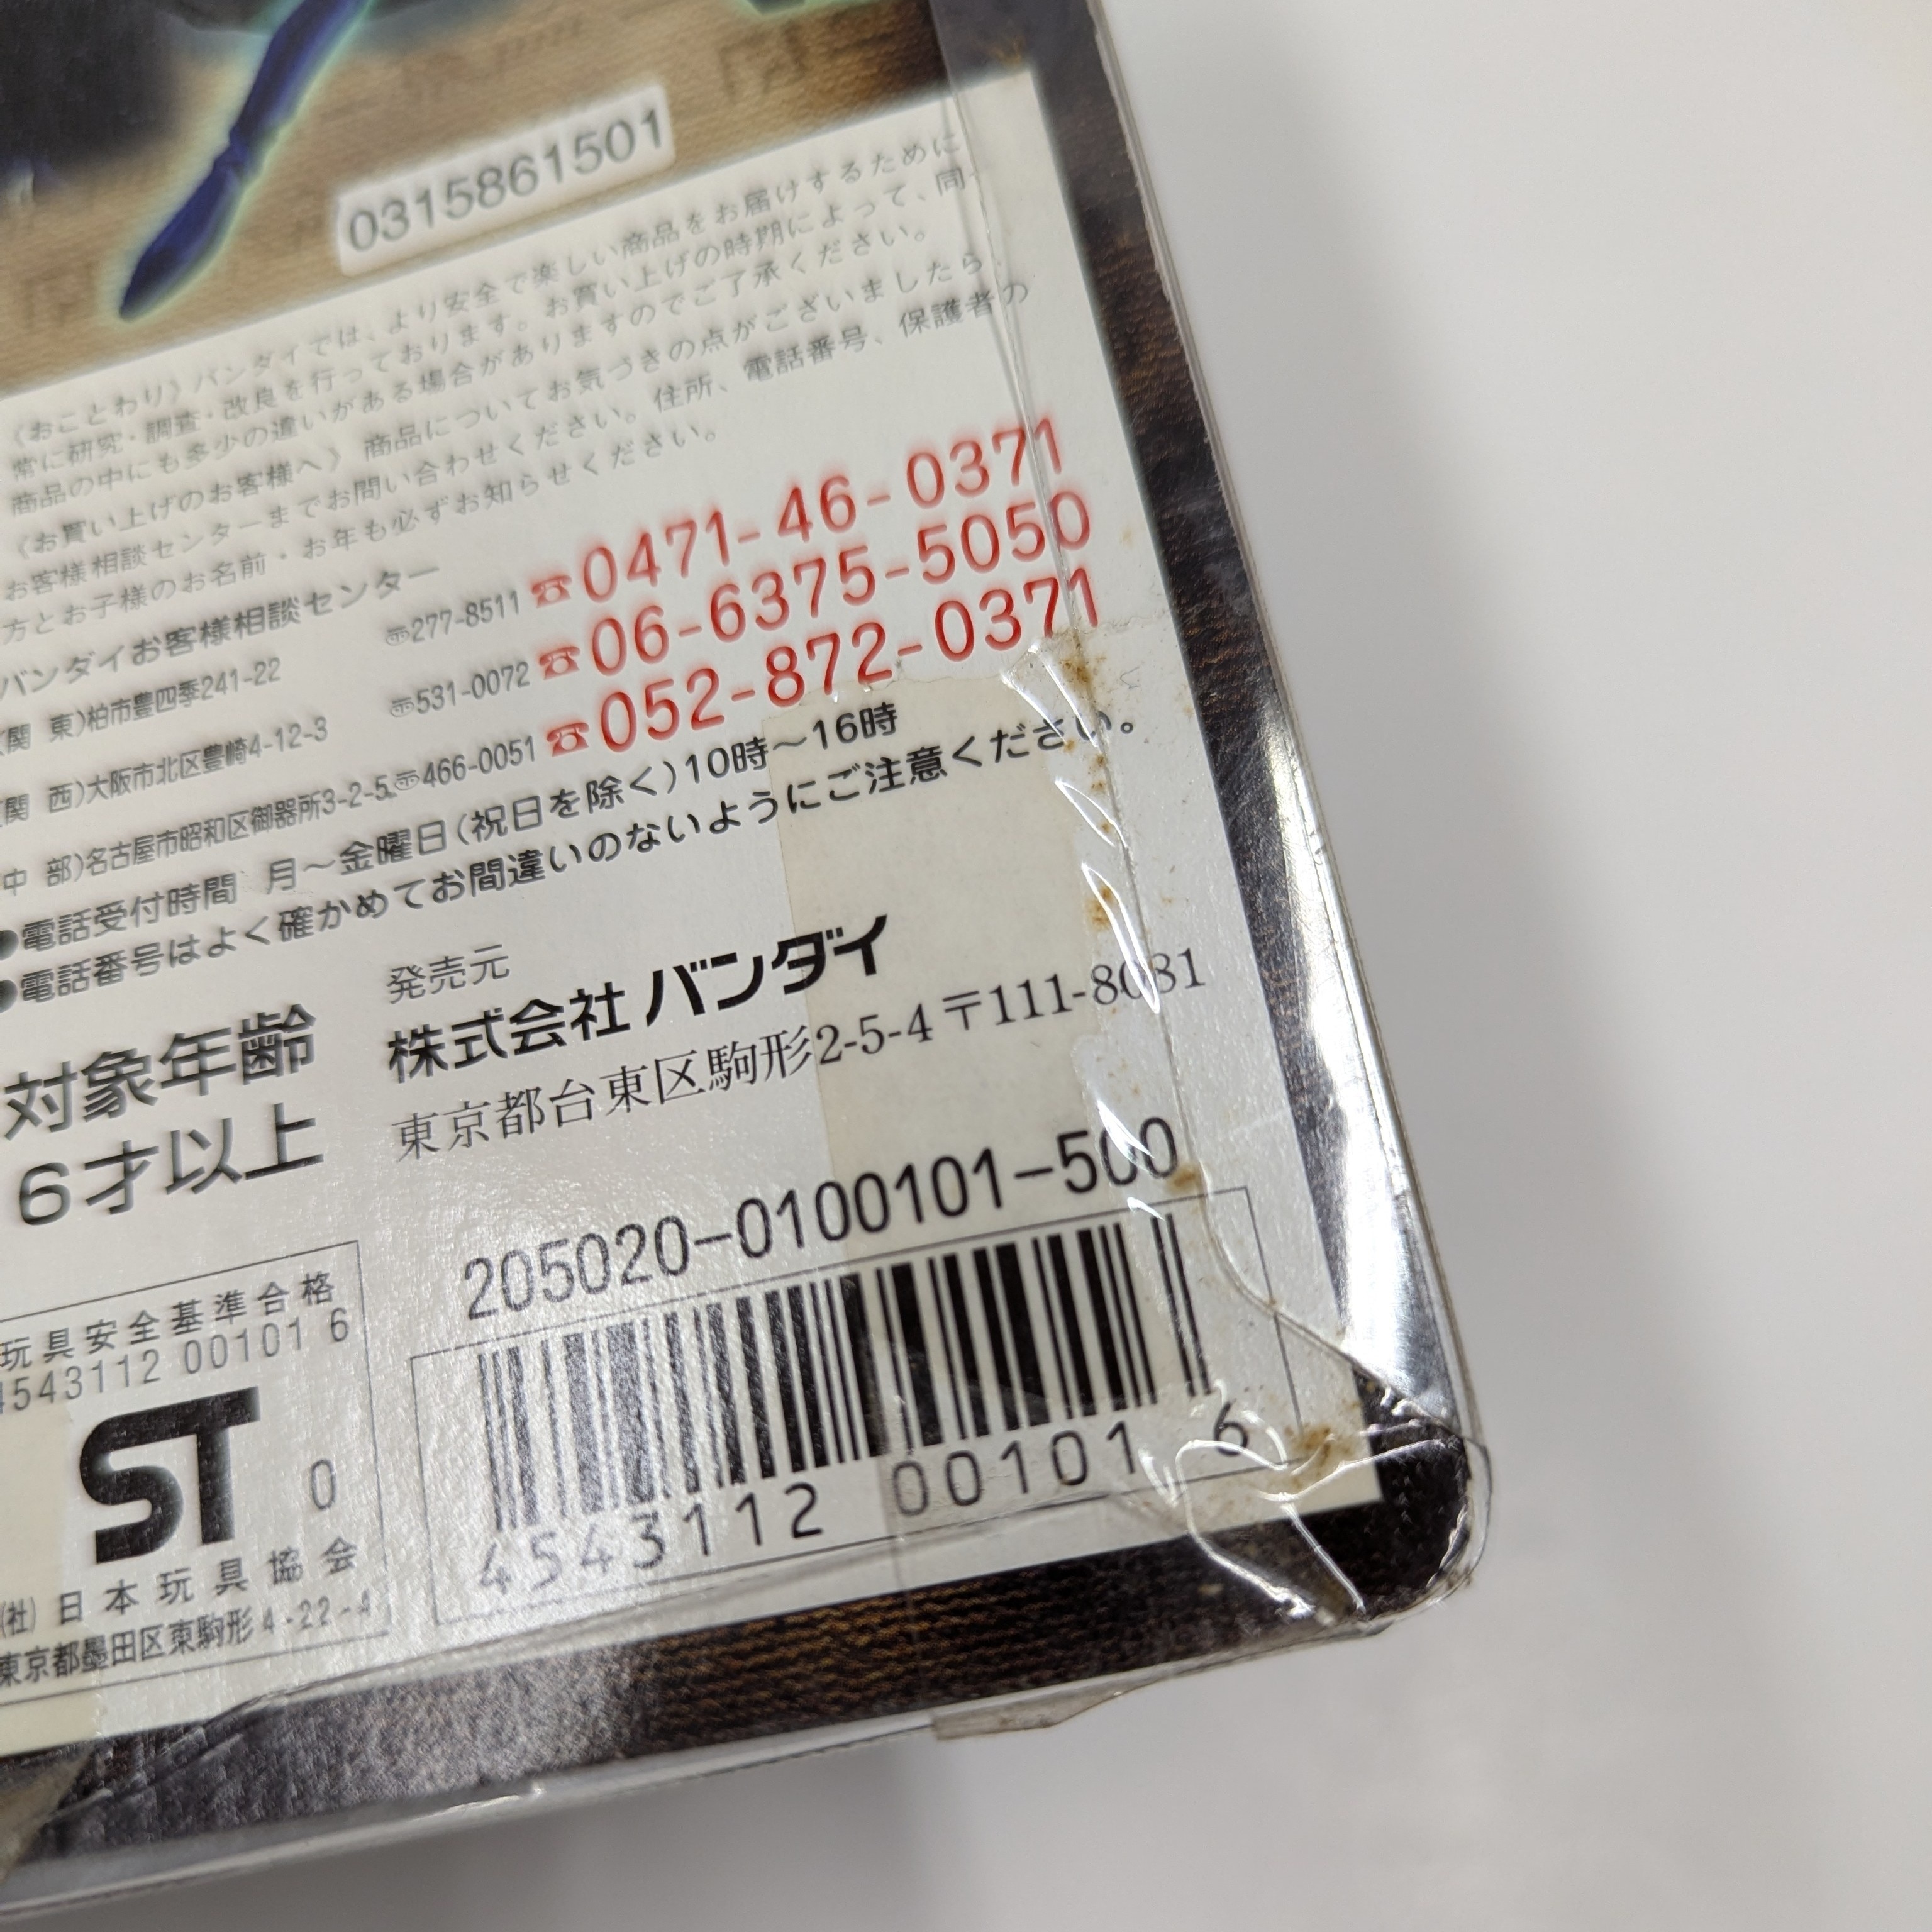 0315861501
《おことわり》バンダイでは、より安全で楽しい商品をお届けするために
常に研究・調査・改良を行っております。お買い上げの時期によって、同一
商品の中にも多少の違いがある場合がありますのでご了承ください。
《お買い上げのお客様へ》商品についてお気づきの点がございましたら
お客様相談センターまでお問い合わせください。住所、電話番号、保護者の
方とお子様のお名前・お年も必ずお知らせください。
バンダイお客様相談センター
(関 東)柏市豊四季241-22 〠277-8511 ☎0471-46-0371
(関 西)大阪市北区豊崎4-12-3 〠531-0072 ☎06-6375-5050
(中 部)名古屋市昭和区御器所3-2-5 〠466-0051 ☎052-872-0371
●電話受付時間 月〜金曜日(祝日を除く)10時〜16時
●電話番号はよく確かめてお間違いのないようにご注意ください。
対象年齢
6才以上
発売元
株式会社 バンダイ
東京都台東区駒形2-5-4 〒111-8081
205020-0100101-500
玩具安全基準合格
4543112 00101 6
ST 0
(社) 日本玩具協会
東京都墨田区東駒形4-22-4
4543112 00101 6